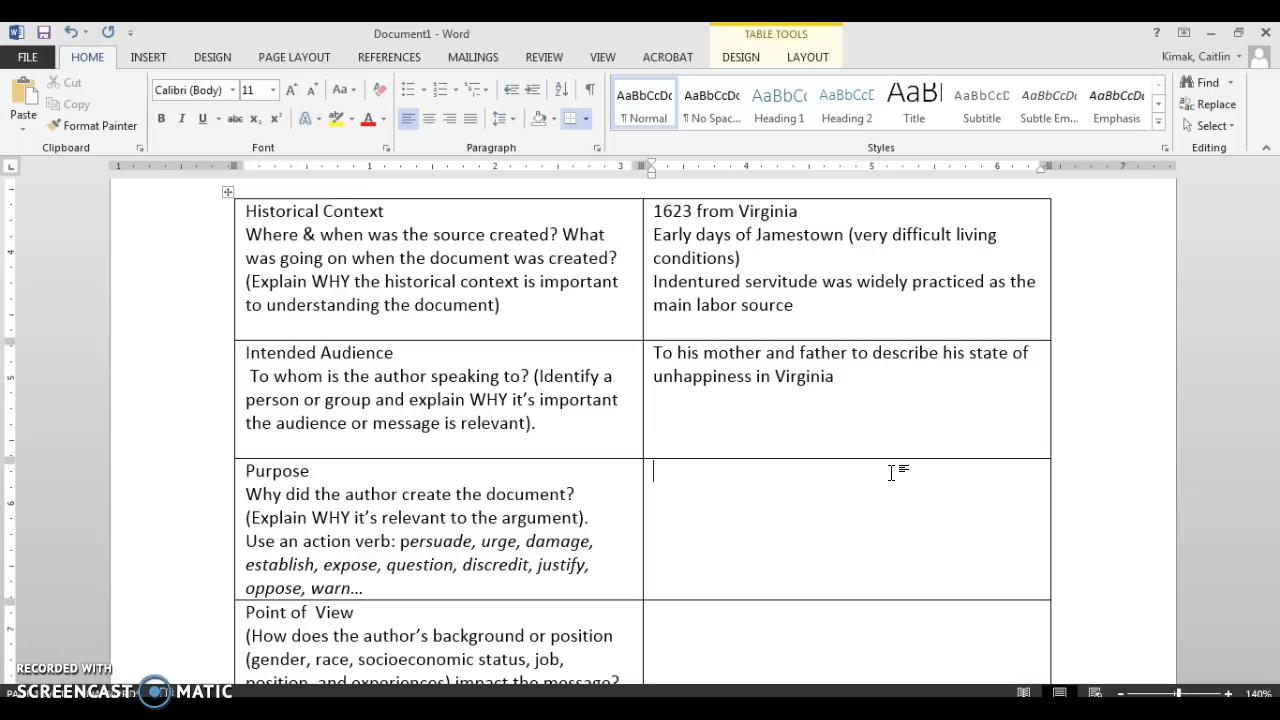 Document1 - Word
TABLE TOOLS
?
FILE
HOME
INSERT
DESIGN
PAGE LAYOUT
REFERENCES
MAILINGS
REVIEW
VIEW
ACROBAT
DESIGN
LAYOUT
Kimak, Caitlin
Paste
Cut
Copy
Format Painter
Clipboard
Calibri (Body)
11
Font
Paragraph
AaBbCcDc
¶ Normal
AaBbCcDc
¶ No Spac...
AaBbCc
Heading 1
AaBbCcD
Heading 2
AaBl
Title
AaBbCcD
Subtitle
AaBbCcDc
Subtle Em...
AaBbCcDc
Emphasis
Styles
Find
Replace
Select
Editing
Historical Context
Where & when was the source created? What
was going on when the document was created?
(Explain WHY the historical context is important
to understanding the document)
1623 from Virginia
Early days of Jamestown (very difficult living
conditions)
Indentured servitude was widely practiced as the
main labor source
Intended Audience
To whom is the author speaking to? (Identify a
person or group and explain WHY it's important
the audience or message is relevant).
To his mother and father to describe his state of
unhappiness in Virginia
Purpose
Why did the author create the document?
(Explain WHY it's relevant to the argument).
Use an action verb: persuade, urge, damage,
establish, expose, question, discredit, justify,
oppose, warn...
Point of View
(How does the author's background or position
(gender, race, socioeconomic status, job,
position, and experiences) impact the message?
RECORDED WITH
SCREENCAST MATIC
140%